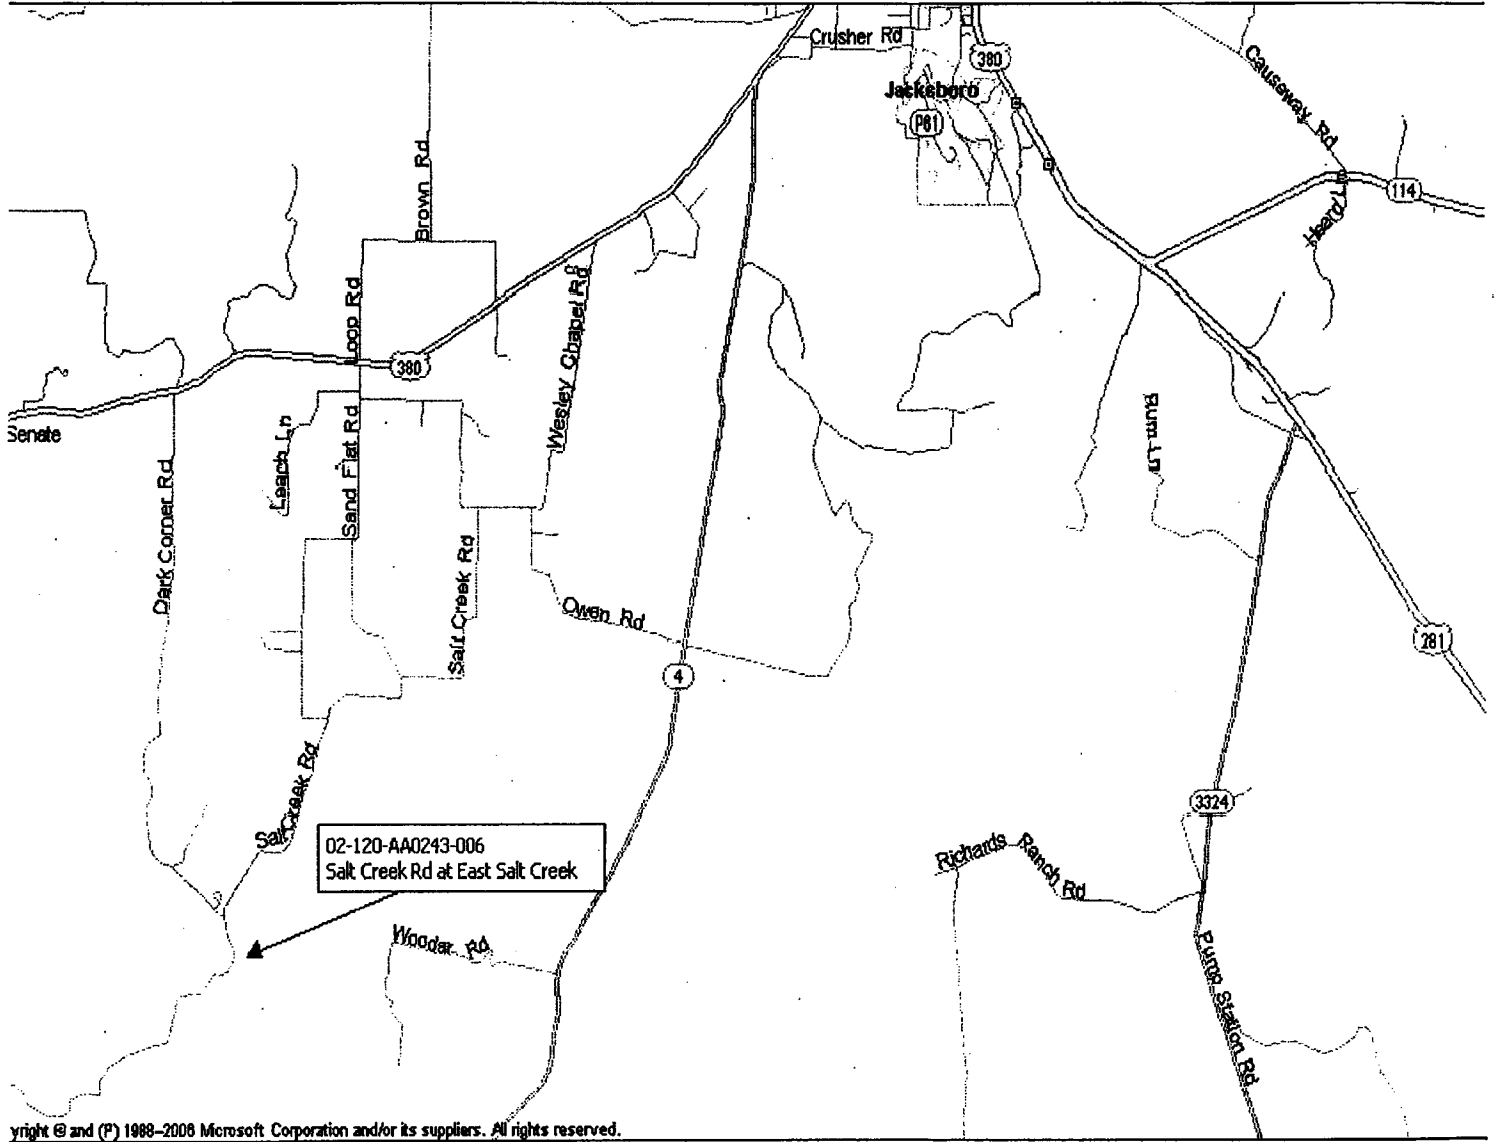 Crusher Rd
380
Jacksboro
P61
Causeway Rd
114
Heard Ln
Brown Rd
Loop Rd
380
Wesley Chapel Rd
Senate
Leach Ln
Sand Flat Rd
Dark Corner Rd
Burn Ln
Salt Creek Rd
Owen Rd
4
281
Salt Creek Rd
3324
02-120-AA0243-006
Salt Creek Rd at East Salt Creek
Richards Ranch Rd
Woodar Rd
Pump Station Rd
yright © and (P) 1988–2006 Microsoft Corporation and/or its suppliers. All rights reserved.